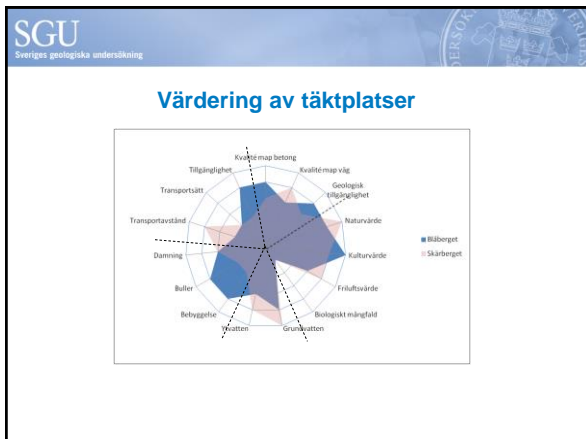 SGU
Sveriges geologiska undersökning
Värdering av täktplatser
Kvalité map betong
Tillgänglighet
Kvalité map väg
Transportsätt
Geologisk
tillgänglighet
Transportavstånd
Naturvärde
Damning
Kulturvärde
Blåberget
Skärberget
Buller
Friluftsvärde
Bebyggelse
Biologiskt mångfald
Ytvatten
Grundvatten